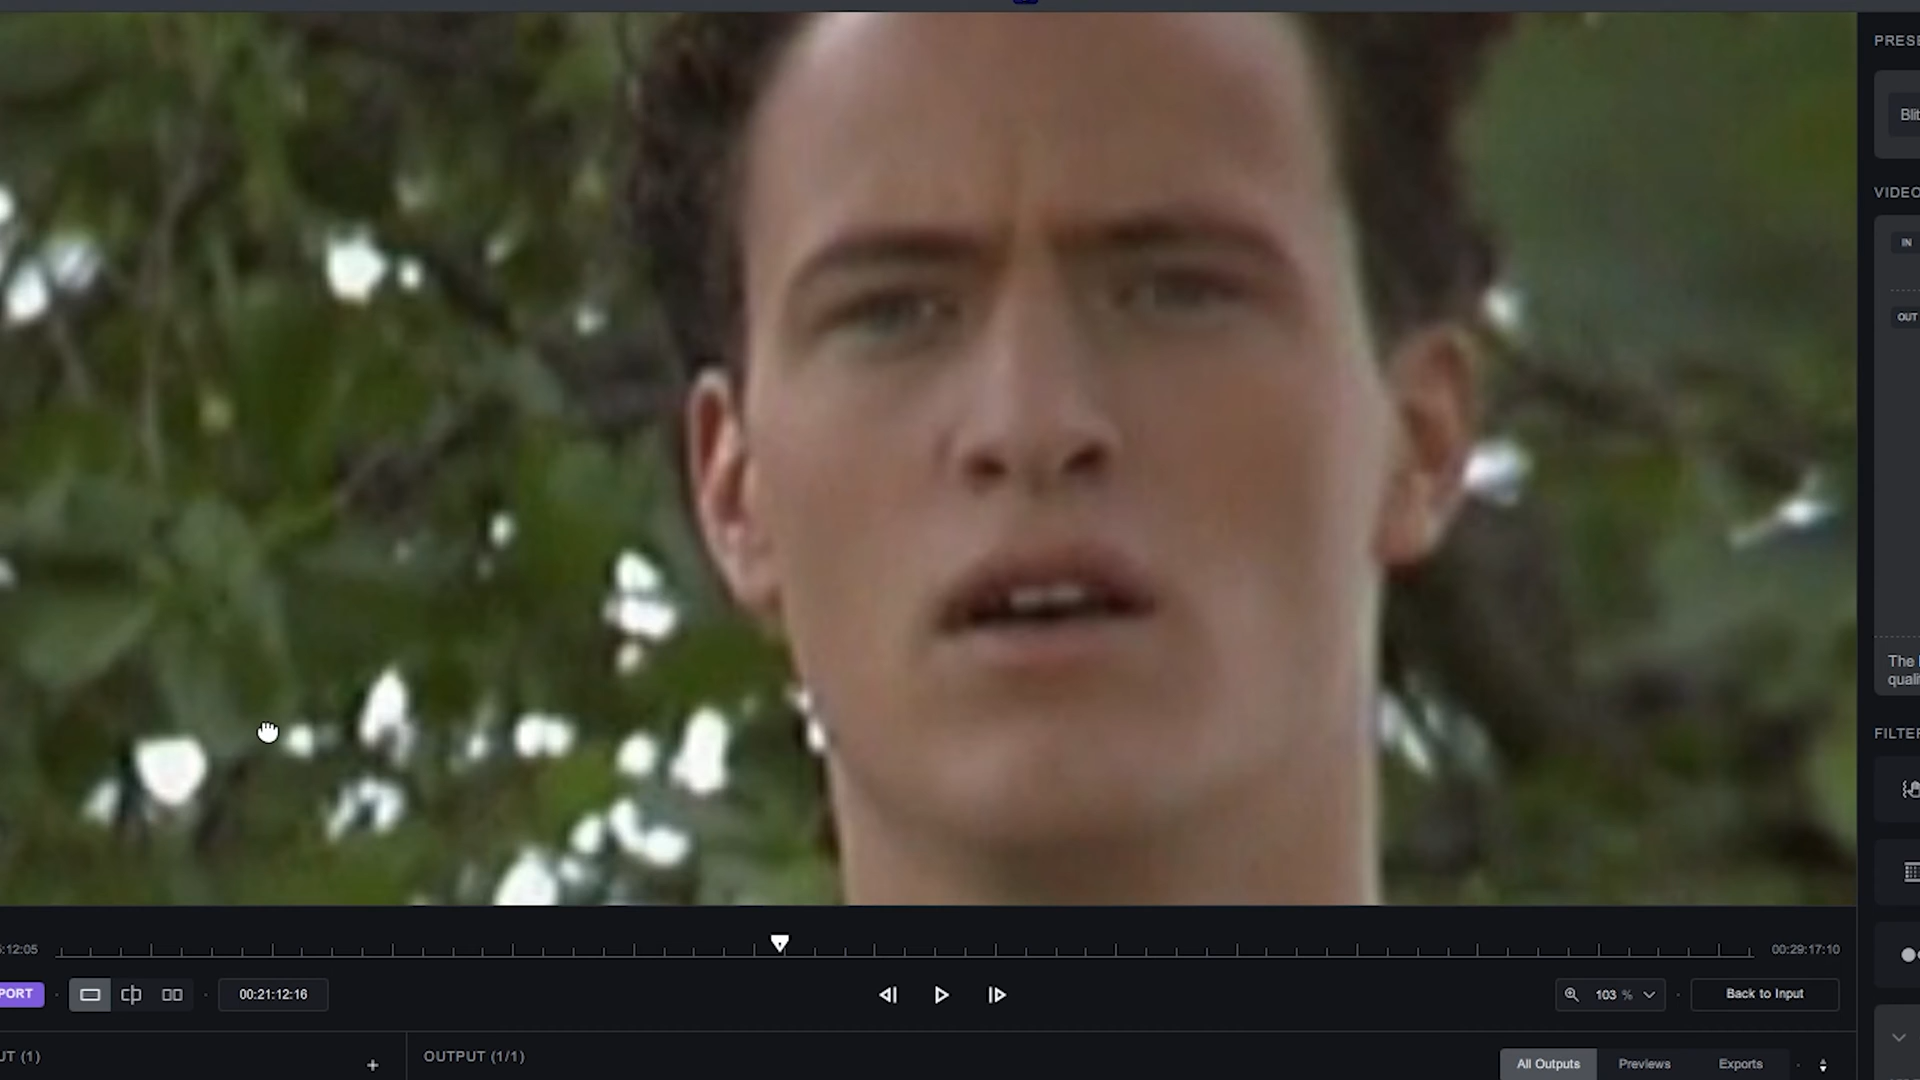 PRESE
Blit
VIDEO
IN
OUT
The
quali
FILTER
:12:05
00:29:17:10
PORT
00:21:12:16
103 %
Back to Input
UT (1)
+
OUTPUT (1/1)
All Outputs
Previews
Exports